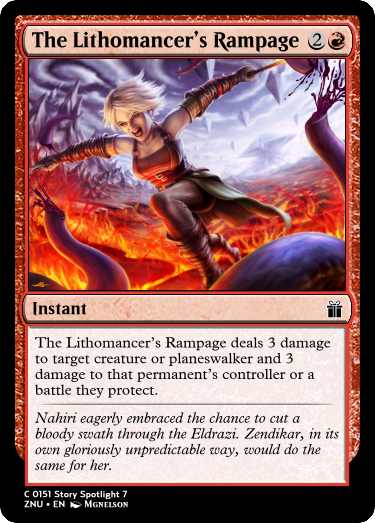 The Lithomancer's Rampage 2
Instant
The Lithomancer's Rampage deals 3 damage
to target creature or planeswalker and 3
damage to that permanent's controller or a
battle they protect.
Nahiri eagerly embraced the chance to cut a
bloody swath through the Eldrazi. Zendikar, in its
own gloriously unpredictable way, would do the
same for her.
C 0151 Story Spotlight 7
ZNU • EN Mgnelson